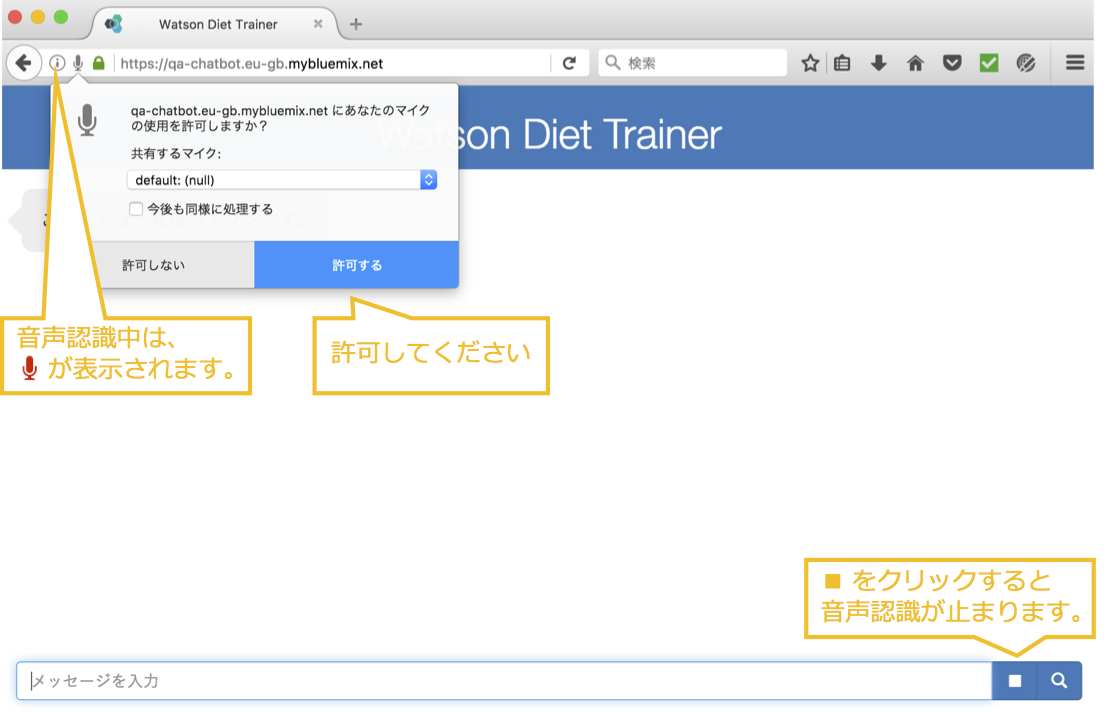 Watson Diet Trainer
https://qa-chatbot.eu-gb.mybluemix.net
検索
qa-chatbot.eu-gb.mybluemix.net にあなたのマイク
の使用を許可しますか？
共有するマイク:
default: (null)
今後も同様に処理する
許可しない
許可する
Watson Diet Trainer
音声認識中は、
が表示されます。
許可してください
■ をクリックすると
音声認識が止まります。
メッセージを入力